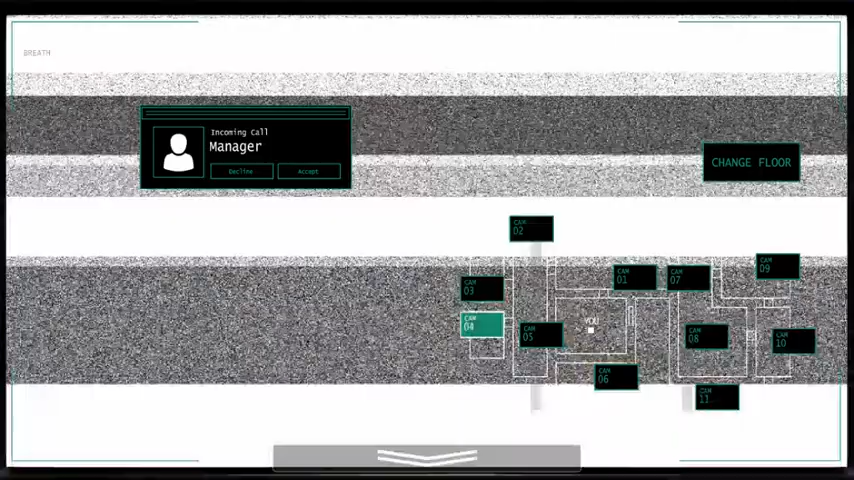 BREATH
Incoming Call
Manager
Decline
Accept
CHANGE FLOOR
CAM
02
CAM
09
CAM
01
CAM
07
CAM
03
CAM
04
YOU
CAM
05
CAM
08
CAM
10
CAM
06
CAM
11